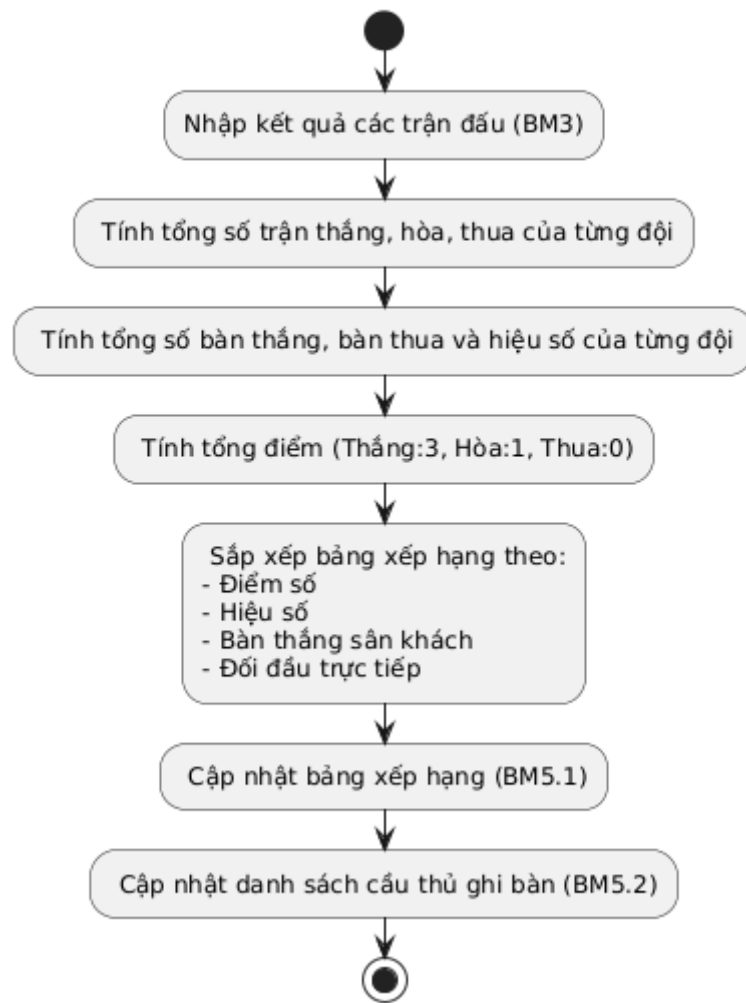 Nhập kết quả các trận đấu (BM3)
Tính tổng số trận thắng, hòa, thua của từng đội
Tính tổng số bàn thắng, bàn thua và hiệu số của từng đội
Tính tổng điểm (Thắng:3, Hòa:1, Thua:0)
Sắp xếp bảng xếp hạng theo:
- Điểm số
- Hiệu số
- Bàn thắng sân khách
- Đối đầu trực tiếp
Cập nhật bảng xếp hạng (BM5.1)
Cập nhật danh sách cầu thủ ghi bàn (BM5.2)